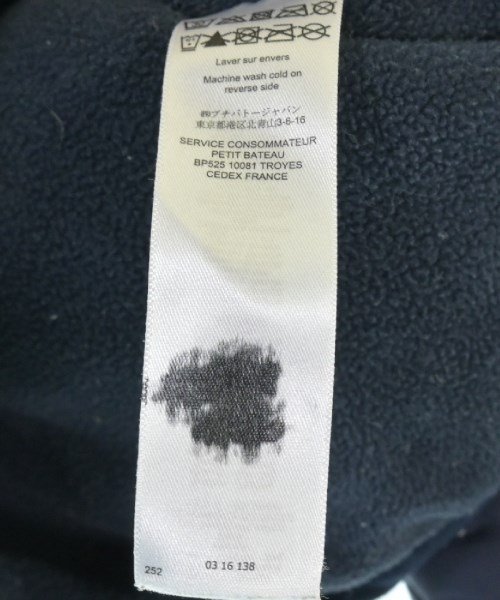 Laver sur envers
Machine wash cold on
reverse side
㈱プチバトージャパン
東京都港区北青山3-6-16
SERVICE CONSOMMATEUR
PETIT BATEAU
BP525 10081 TROYES
CEDEX FRANCE
252
03 16 138